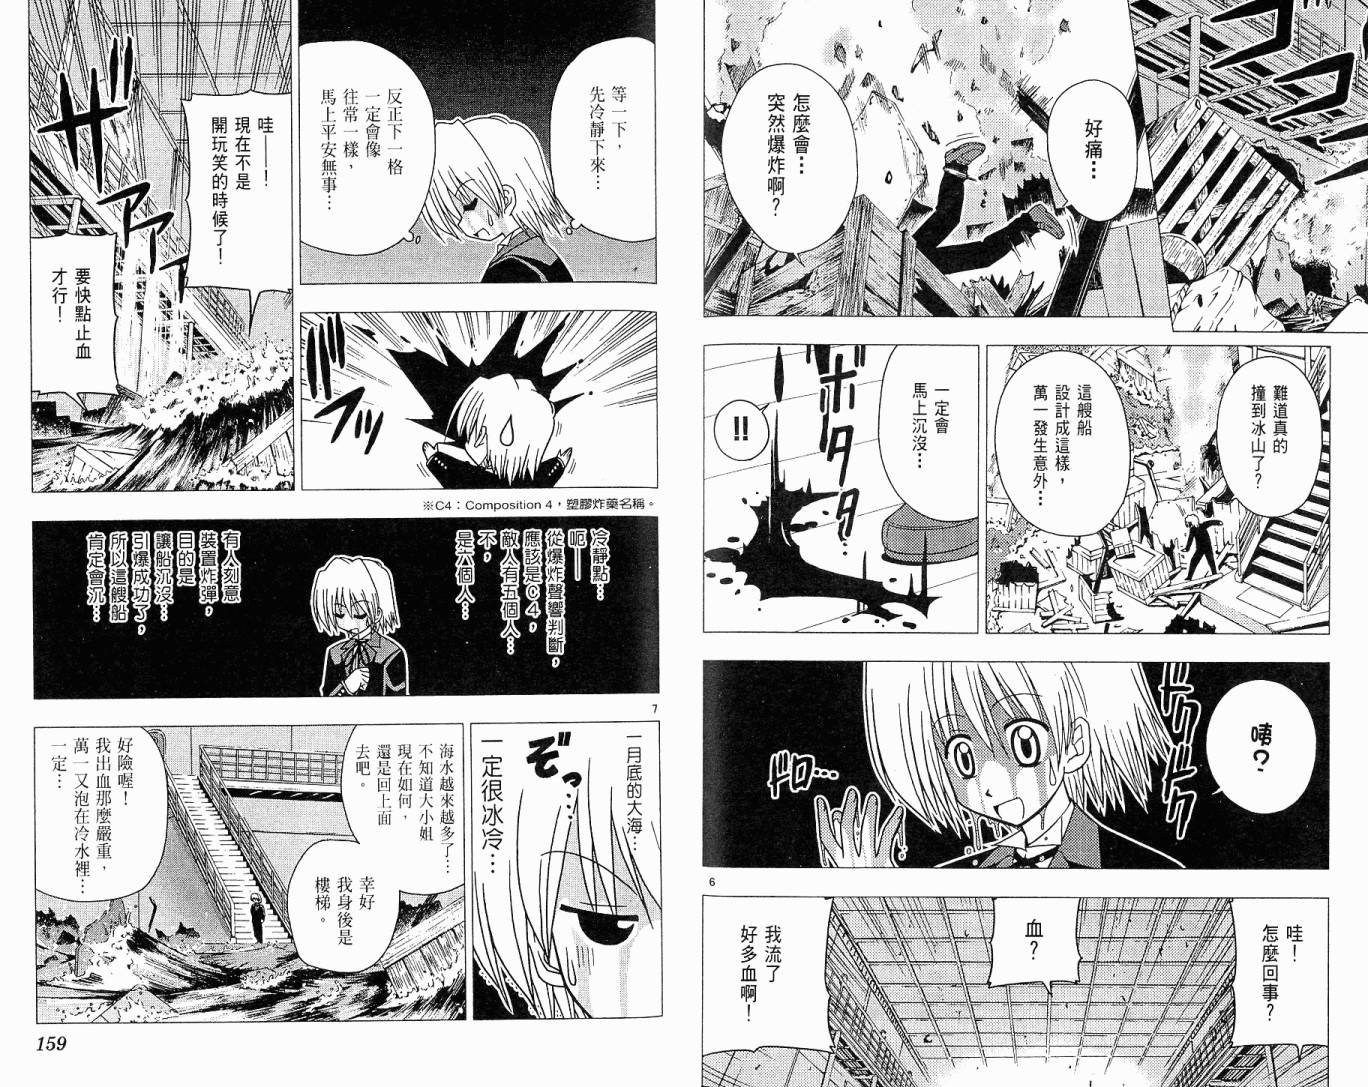 好痛…
怎麼會…
突然爆炸啊？
難道真的
撞到冰山了？
這艘船
設計成這樣，
萬一發生意外…
一定會
馬上沉沒…
ボタ
ボタ
!!
咦？
ドク
ドク
ドロ…
6
哇！
怎麼回事？
血？
我流了
好多血啊！
等一下，
先冷靜下來…
反正下一格
一定會像
往常一樣，
馬上平安無事…
哇——！
現在不是
開玩笑的時候了！
要快點止血
才行！
※C4：Composition 4，塑膠炸藥名稱。
冷靜點…
呃——
從爆炸聲響判斷，
應該是C4，
敵人有五個人…
不，
是六個人…
有人刻意
裝置炸彈，
目的是
讓船沉沒…
引爆成功了，
所以這艘船
肯定會沉…
7
一月底的大海…
ぞっ…
一定很冰冷…
海水越來越多了…
不知道大小姐
現在如何，
還是回上面
去吧。
幸好
我身後是
樓梯。
好險喔！
我出血那麼嚴重，
萬一又泡在冷水裡…
一定…
159